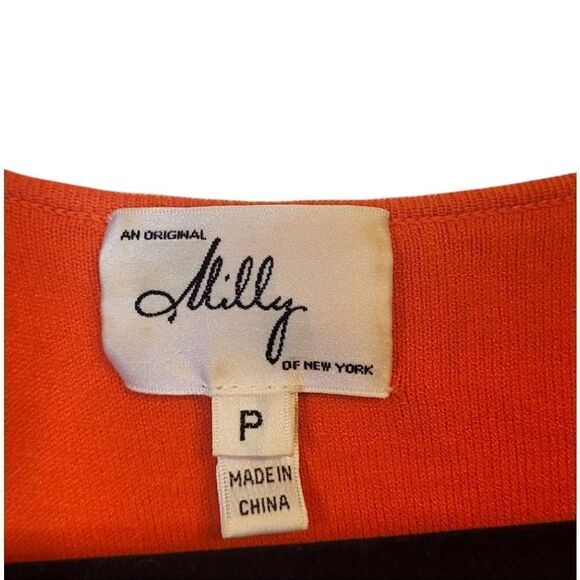 AN ORIGINAL
Milly
OF NEW YORK
P
MADE IN
CHINA